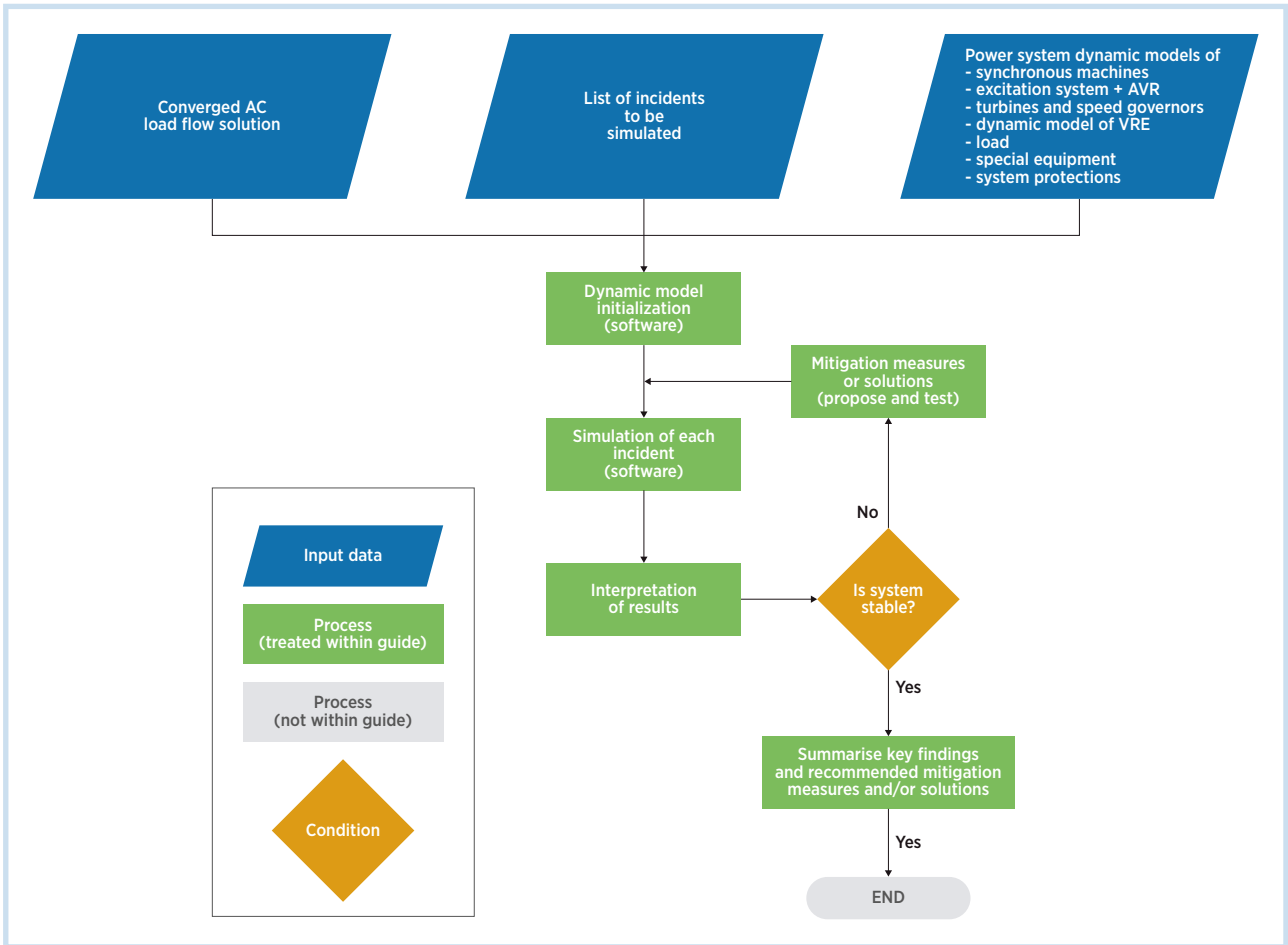 Converged AC
load flow solution
List of incidents
to be
simulated
Power system dynamic models of
- synchronous machines
- excitation system + AVR
- turbines and speed governors
- dynamic model of VRE
- load
- special equipment
- system protections
Dynamic model
initialization
(software)
Mitigation measures
or solutions
(propose and test)
Simulation of each
incident
(software)
No
Interpretation
of results
Is system
stable?
Yes
Summarise key findings
and recommended mitigation
measures and/or solutions
Yes
END
Input data
Process
(treated within guide)
Process
(not within guide)
Condition